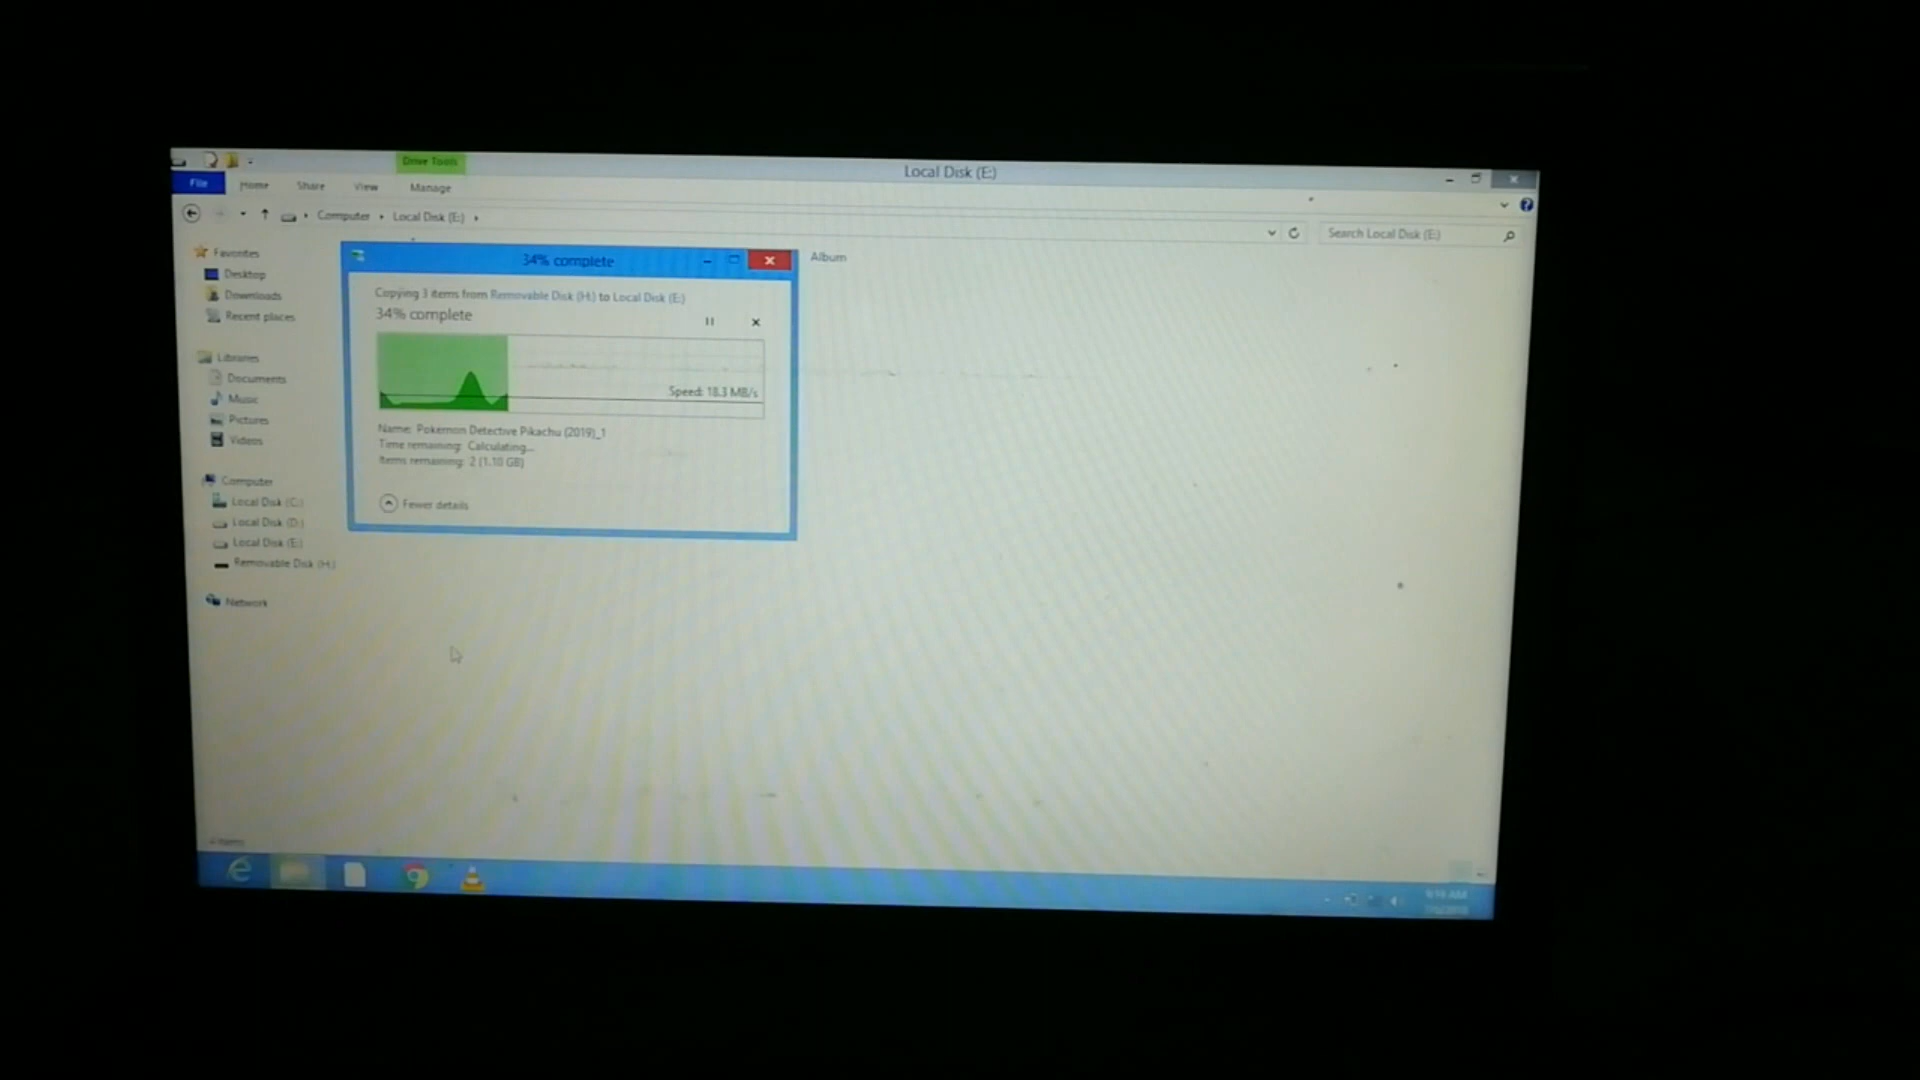 Drive Tools
Local Disk (E:)
File Home Share View Manage
Computer Local Disk (E:)
Search Local Disk (E:)
Favorites
Desktop
Downloads
Recent places
Libraries
Documents
Music
Pictures
Videos
Computer
Local Disk (C:)
Local Disk (D:)
Local Disk (E:)
Removable Disk (H:)
Network
Album
34% complete
Copying 3 items from Removable Disk (H:) to Local Disk (E:)
34% complete
Speed: 18.3 MB/s
Name: Pokemon Detective Pikachu (2019)_1
Time remaining: Calculating...
Items remaining: 2 (1.10 GB)
Fewer details
items
AM